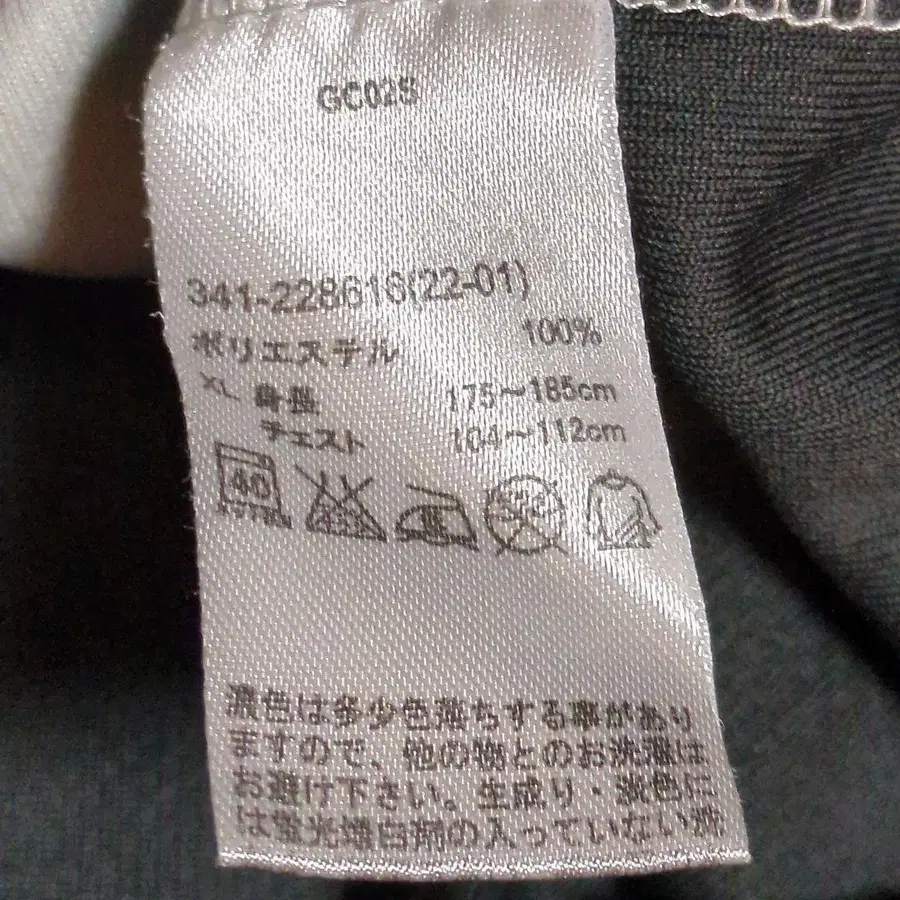 GC02S
341-228616(22-01)
ポリエステル 100%
XL 身長 175～185cm
チェスト 104～112cm
40
濃色は多少色落ちする事があり
ますので、他の物とのお洗濯は
お避け下さい。生成り・淡色に
は蛍光増白剤の入っていない洗